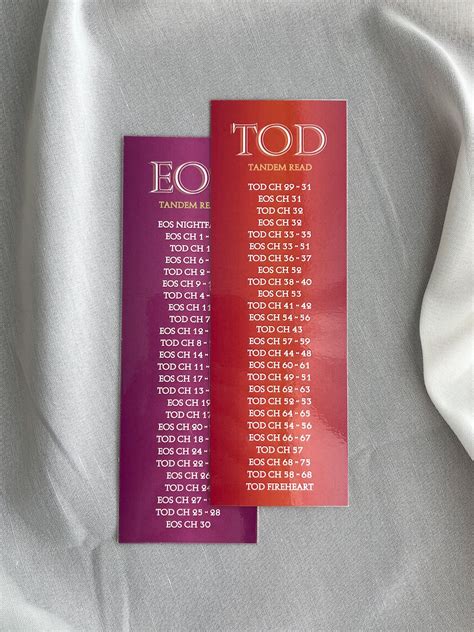 EO
TANDEM RE
EOS NIGHTFA
EOS CH 1 -
TOD CH 1
EOS CH 6 -
TOD CH 2 -
EOS CH 9 - 1
TOD CH 4 -
EOS CH 11
TOD CH 7
EOS CH 12 -
TOD CH 8 -
EOS CH 14 -
TOD CH 11 -
EOS CH 17 -
TOD CH 13 -
EOS CH 19
TOD CH 17
EOS CH 20 -
TOD CH 18 -
EOS CH 24 -
TOD CH 22 -
EOS CH 26
TOD CH 24
EOS CH 27 -
TOD CH 25 - 28
EOS CH 30
TOD
TANDEM READ
TOD CH 29 - 31
EOS CH 31
TOD CH 32
EOS CH 32
TOD CH 33 - 35
EOS CH 33 - 51
TOD CH 36 - 37
EOS CH 52
TOD CH 38 - 40
EOS CH 53
TOD CH 41 - 42
EOS CH 54 - 56
TOD CH 43
EOS CH 57 - 59
TOD CH 44 - 48
EOS CH 60 - 61
TOD CH 49 - 51
EOS CH 62 - 63
TOD CH 52 - 53
EOS CH 64 - 65
TOD CH 54 - 56
EOS CH 66 - 67
TOD CH 57
EOS CH 68 - 75
TOD CH 58 - 68
TOD FIREHEART